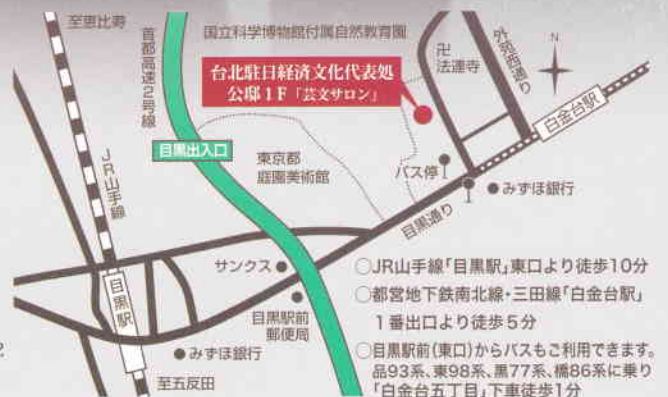 至恵比寿
首都高速2号線
国立科学博物館付属自然教育園
卍
法蓮寺
外苑西通り
N
台北駐日経済文化代表処
公邸1F「芸文サロン」
白金台駅
目黒出入口
東京都
庭園美術館
バス停
みずほ銀行
JR山手線
目黒通り
サンクス
目黒駅
目黒駅前
郵便局
みずほ銀行
至五反田
○JR山手線「目黒駅」東口より徒歩10分
○都営地下鉄南北線・三田線「白金台駅」
1番出口より徒歩5分
○目黒駅前(東口)からバスもご利用できます。
品93系、東98系、黒77系、橋86系に乗り
「白金台五丁目」下車徒歩1分